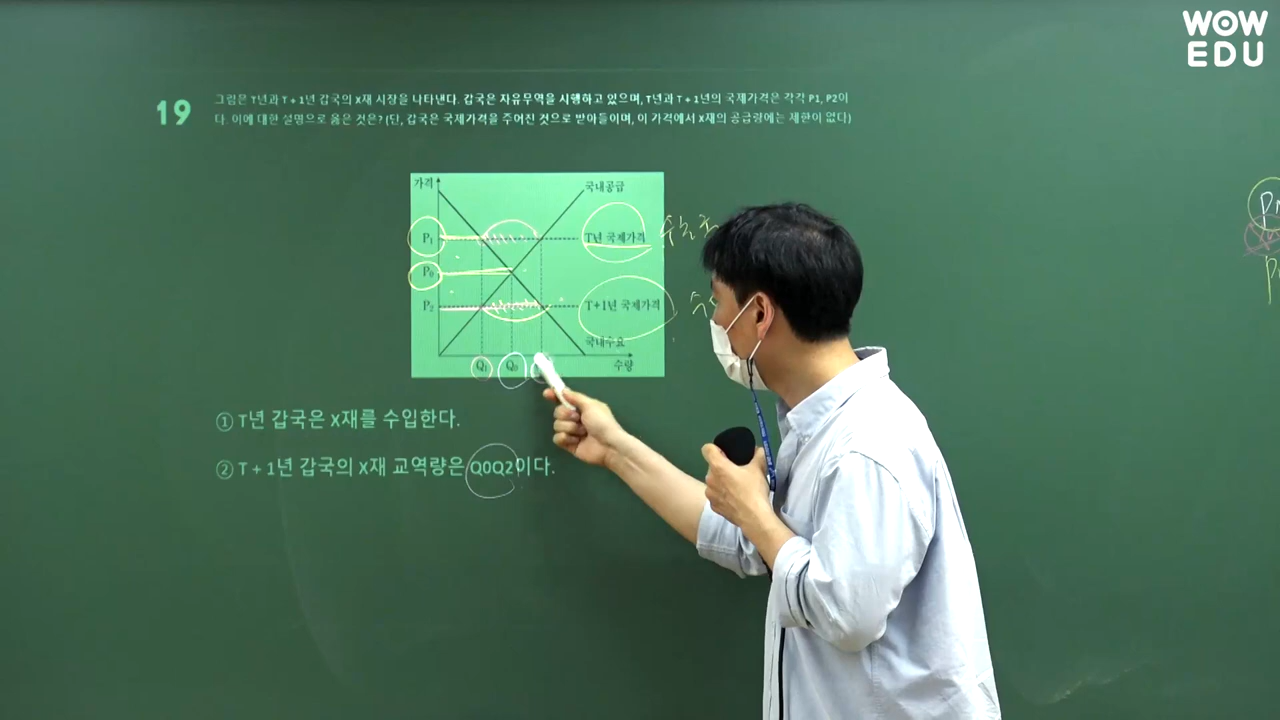 WOW
EDU
19
그림은 T년과 T+1년 갑국의 X재 시장을 나타낸다. 갑국은 자유무역을 시행하고 있으며, T년과 T+1년의 국제가격은 각각 P1, P2이
다. 이에 대한 설명으로 옳은 것은? (단, 갑국은 국제가격을 주어진 것으로 받아들이며, 이 가격에서 X재의 공급량에는 제한이 없다)
가격
국내공급
P₁
T년 국제가격
P₀
P₂
T+1년 국제가격
국내수요
Q₁
Q₀
수량
① T년 갑국은 X재를 수입한다.
② T+1년 갑국의 X재 교역량은 Q0Q2이다.